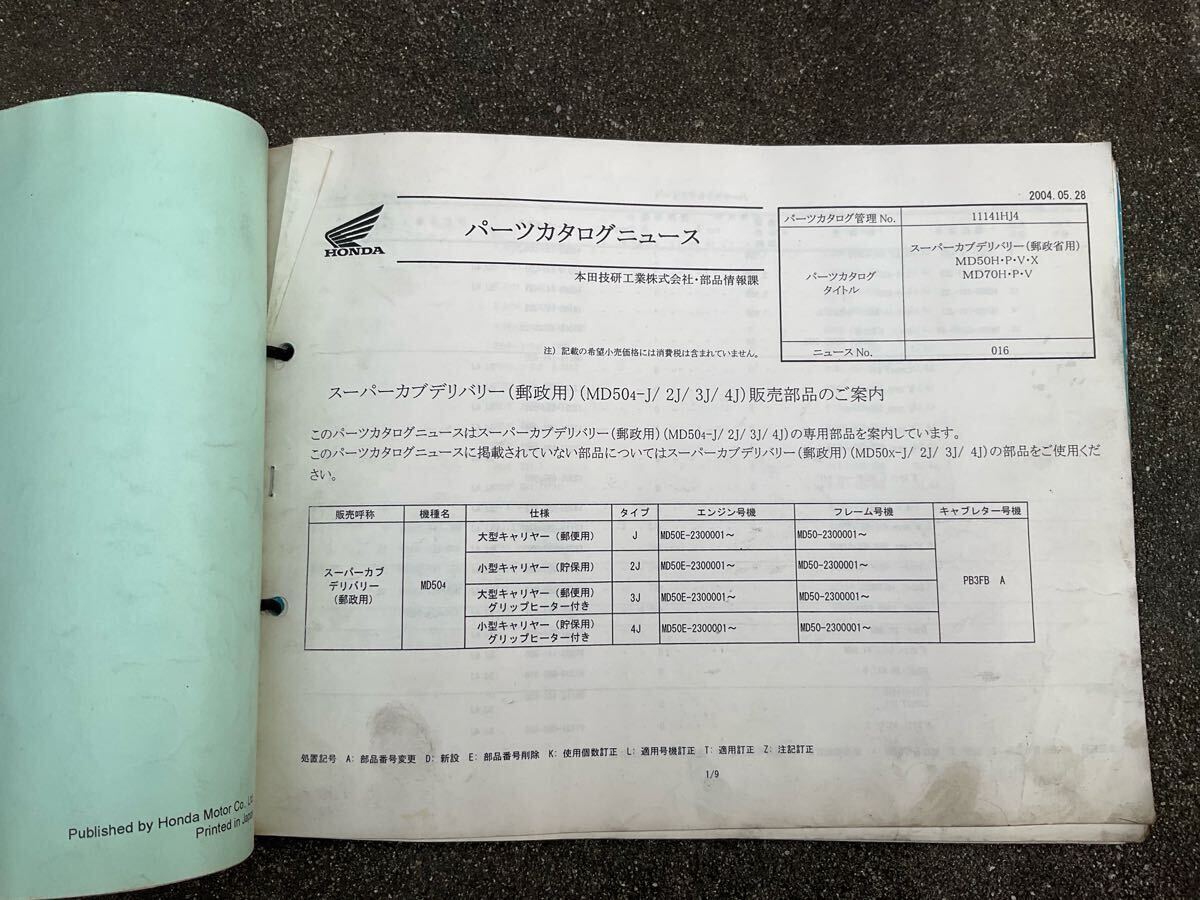 2004.05.28
HONDA
パーツカタログニュース
本田技研工業株式会社・部品情報課
パーツカタログ管理 No. 11141HJ4
パーツカタログ
タイトル
スーパーカブデリバリー(郵政省用)
MD50H・P・V・X
MD70H・P・V
ニュース No. 016
注) 記載の希望小売価格には消費税は含まれていません。
スーパーカブデリバリー(郵政用)(MD504-J/ 2J/ 3J/ 4J)販売部品のご案内
このパーツカタログニュースはスーパーカブデリバリー(郵政用)(MD504-J/ 2J/ 3J/ 4J)の専用部品を案内しています。
このパーツカタログニュースに掲載されていない部品についてはスーパーカブデリバリー(郵政用)(MD50x-J/ 2J/ 3J/ 4J)の部品をご使用くだ
さい。
販売呼称 機種名 仕様 タイプ エンジン号機 フレーム号機 キャブレター号機
スーパーカブ
デリバリー
(郵政用)
MD504
大型キャリヤー(郵便用) J MD50E-2300001~ MD50-2300001~
小型キャリヤー(貯保用) 2J MD50E-2300001~ MD50-2300001~
大型キャリヤー(郵便用)
グリップヒーター付き
3J MD50E-2300001~ MD50-2300001~
小型キャリヤー(貯保用)
グリップヒーター付き
4J MD50E-2300001~ MD50-2300001~
PB3FB A
処置記号 A: 部品番号変更 D: 新設 E: 部品番号削除 K: 使用個数訂正 L: 適用号機訂正 T: 適用訂正 Z: 注記訂正
1/9
Published by Honda Motor Co.
Printed in Japan